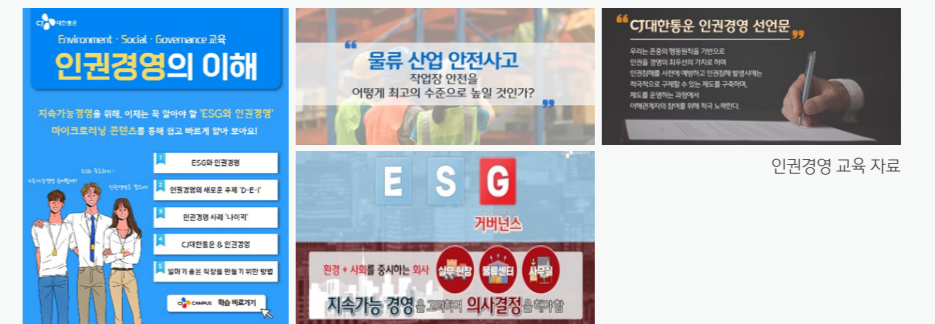 CJ대한통운
Environment · Social · Governance 교육
인권경영의 이해
지속가능경영을 위해, 이제는 꼭 알아야 할 'ESG와 인권경영'
마이크로러닝 콘텐츠를 통해 쉽고 바르게 알아 보아요!
1 ESG와 인권경영
2 인권경영의 새로운 주제 'D·E·I'
3 인권경영 사례 '나이키'
4 CJ대한통운 & 인권경영
5 일하기 좋은 직장을 만들기 위한 방법
CJ CAMPUS 학습 바로가기
물류 산업 안전사고
작업장 안전을
어떻게 최고의 수준으로 높일 것인가?
E S G
거버넌스
환경 + 사회를 중시하는 회사
실무 현장 물류센터 사무실
지속가능 경영을 고려하며 의사결정을 해야 함
CJ대한통운 인권경영 선언문
우리는 존중의 행동원칙을 기반으로
인권을 경영의 최우선의 가치로 하며
인권침해를 사전에 예방하고 인권침해 발생시에는
적극적으로 구제할 수 있는 제도를 구축하며,
제도를 운영하는 과정에서
이해관계자의 참여를 위해 적극 노력한다.
인권경영 교육 자료